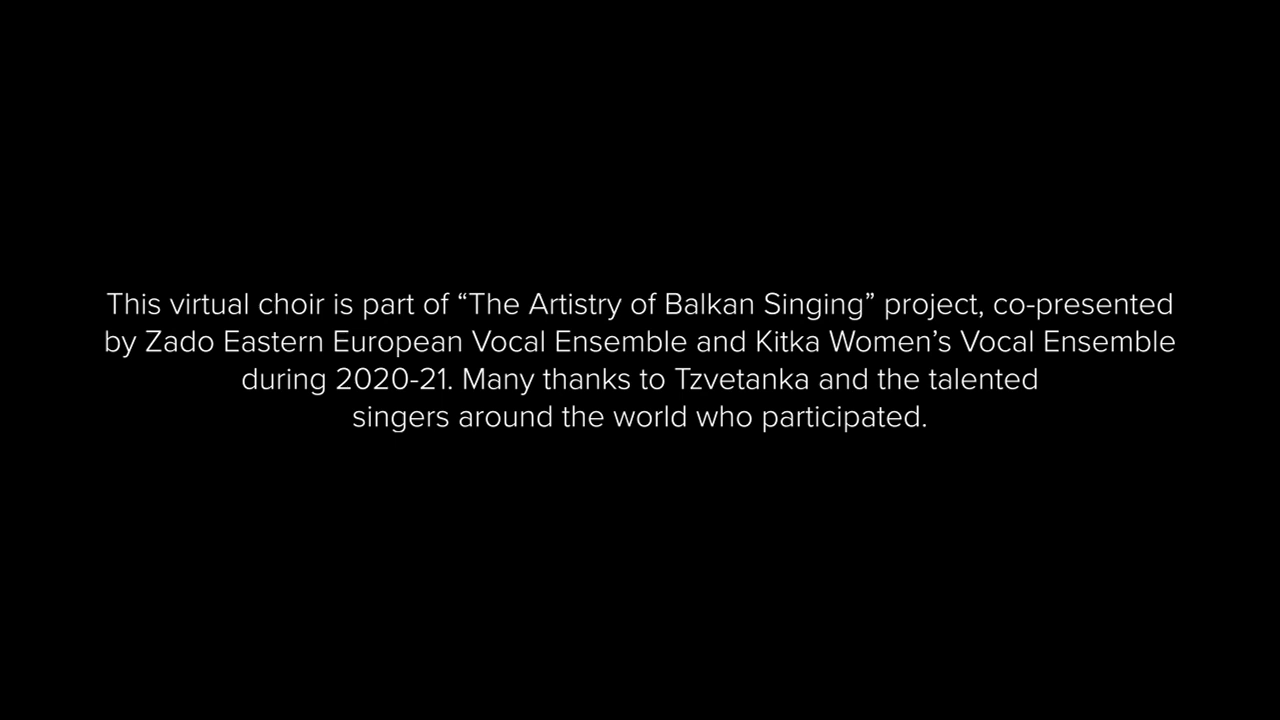 This virtual choir is part of “The Artistry of Balkan Singing” project, co-presented
by Zado Eastern European Vocal Ensemble and Kitka Women’s Vocal Ensemble
during 2020-21. Many thanks to Tzvetanka and the talented
singers around the world who participated.